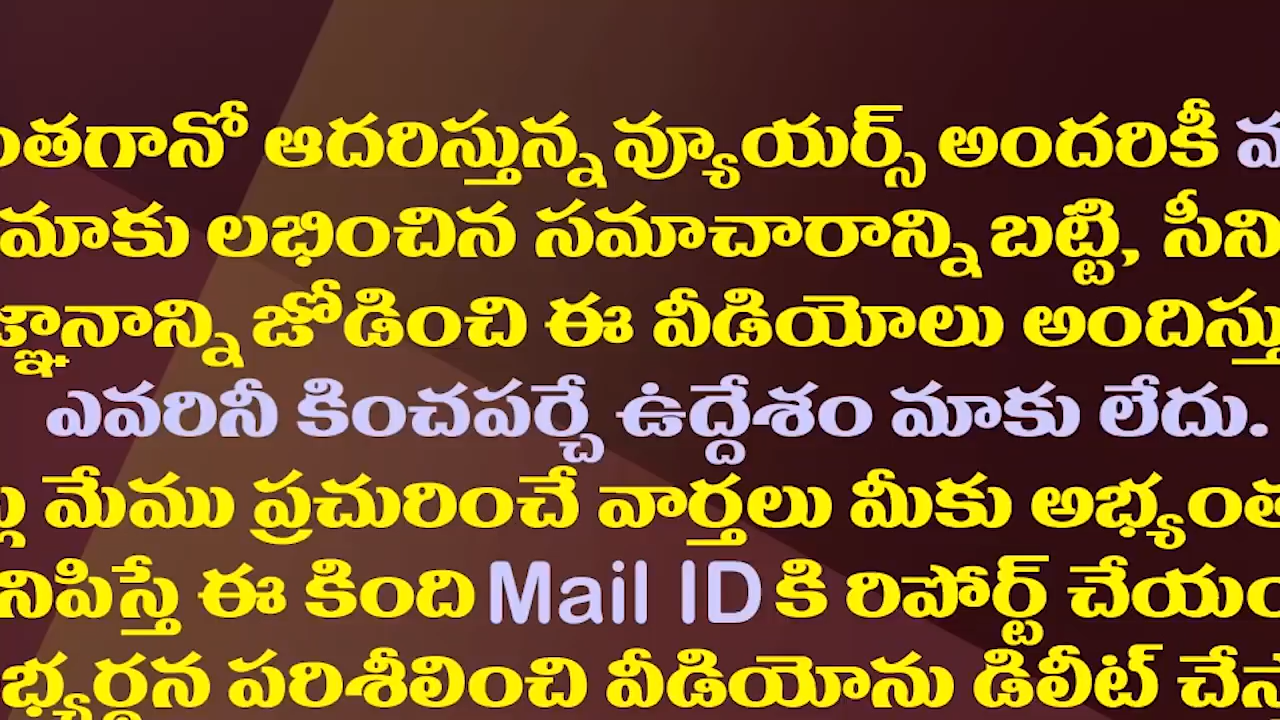 ంతగానో ఆదరిస్తున్న వ్యూయర్స్ అందరికీ
మాకు లభించిన సమాచారాన్ని బట్టి, సీని
జ్ఞానాన్ని జోడించి ఈ వీడియోలు అందిస్తు
ఎవరినీ కించపర్చే ఉద్దేశం మాకు లేదు.
మేము ప్రచురించే వార్తలు మీకు అభ్యంత
నిపిస్తే ఈ కింది Mail ID కి రిపోర్ట్ చేయం
భ్యర్థన పరిశీలించి వీడియోను డిలీట్ చేస